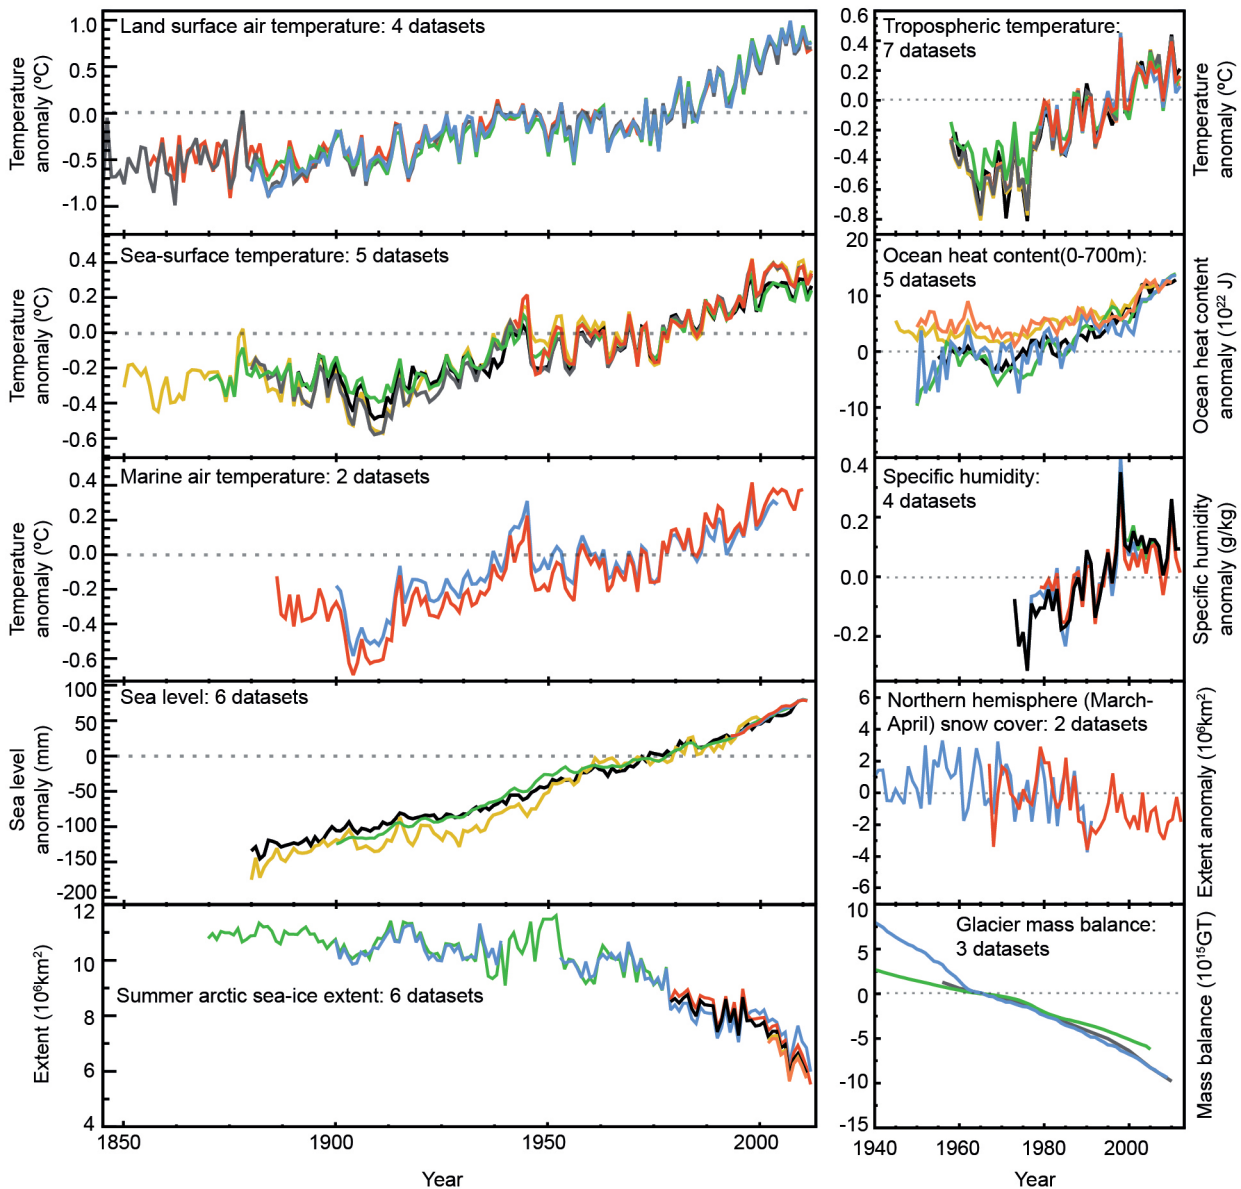 Land surface air temperature: 4 datasets
1.0
0.5
0.0
-0.5
-1.0
Temperature
anomaly (ºC)
Sea-surface temperature: 5 datasets
0.4
0.2
0.0
-0.2
-0.4
-0.6
Temperature
anomaly (ºC)
Marine air temperature: 2 datasets
0.4
0.2
0.0
-0.2
-0.4
-0.6
Temperature
anomaly (ºC)
Sea level: 6 datasets
100
50
0
-50
-100
-150
-200
Sea level
anomaly (mm)
Summer arctic sea-ice extent: 6 datasets
12
10
8
6
4
Extent (10⁶km²)
1850
1900
1950
2000
Year
Tropospheric temperature:
7 datasets
0.6
0.4
0.2
0.0
-0.2
-0.4
-0.6
-0.8
Temperature
anomaly (ºC)
Ocean heat content(0-700m):
5 datasets
20
10
0
-10
Ocean heat content
anomaly (10²² J)
Specific humidity:
4 datasets
0.4
0.2
0.0
-0.2
Specific humidity
anomaly (g/kg)
Northern hemisphere (March-
April) snow cover: 2 datasets
6
4
2
0
-2
-4
-6
Extent anomaly (10⁶km²)
Glacier mass balance:
3 datasets
10
5
0
-5
-10
-15
Mass balance (10¹⁵GT)
1940
1960
1980
2000
Year